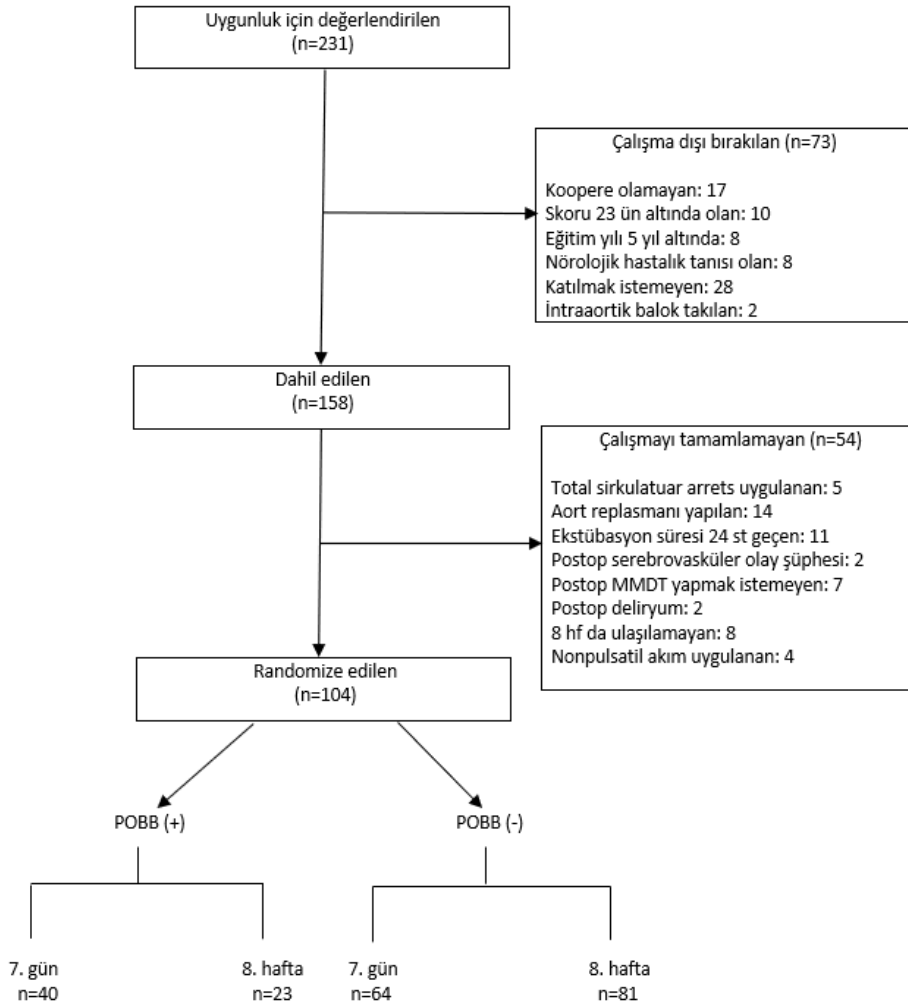 Uygunluk için değerlendirilen
(n=231)
Çalışma dışı bırakılan (n=73)
Koopere olamayan: 17
Skoru 23 ün altında olan: 10
Eğitim yılı 5 yıl altında: 8
Nörolojik hastalık tanısı olan: 8
Katılmak istemeyen: 28
İntraaortik balok takılan: 2
Dahil edilen
(n=158)
Çalışmayı tamamlamayan (n=54)
Total sirkulatuar arrets uygulanan: 5
Aort replasmanı yapılan: 14
Ekstübasyon süresi 24 st geçen: 11
Postop serebrovasküler olay şüphesi: 2
Postop MMDT yapmak istemeyen: 7
Postop deliryum: 2
8 hf da ulaşılamayan: 8
Nonpulsatil akım uygulanan: 4
Randomize edilen
(n=104)
POBB (+)
POBB (-)
7. gün
n=40
8. hafta
n=23
7. gün
n=64
8. hafta
n=81